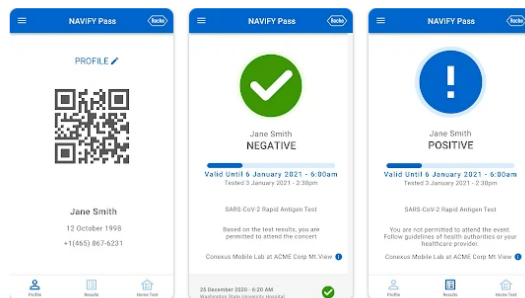 NAVIFY Pass
Roche
PROFILE
Jane Smith
12 October 1998
+1(465) 867-6231
Profile
Results
Home Test
NAVIFY Pass
Roche
Jane Smith
NEGATIVE
Valid Until 6 January 2021 - 6:00am
Tested 3 January 2021 - 2:38pm
SARS-CoV-2 Rapid Antigen Test
Based on the test results, you are
permitted to attend the concert
Conexus Mobile Lab at ACME Corp Mt.View
25 December 2020 - 6:20 AM
Washington State University Hospital
NAVIFY Pass
Roche
Jane Smith
POSITIVE
Valid Until 6 January 2021 - 6:00am
Tested 3 January 2021 - 2:30pm
SARS-CoV-2 Rapid Antigen Test
You are not permitted to attend the event.
Follow guidelines of health authorities or your
healthcare provider.
Conexus Mobile Lab at ACME Corp Mt.View
Profile
Results
Home Test